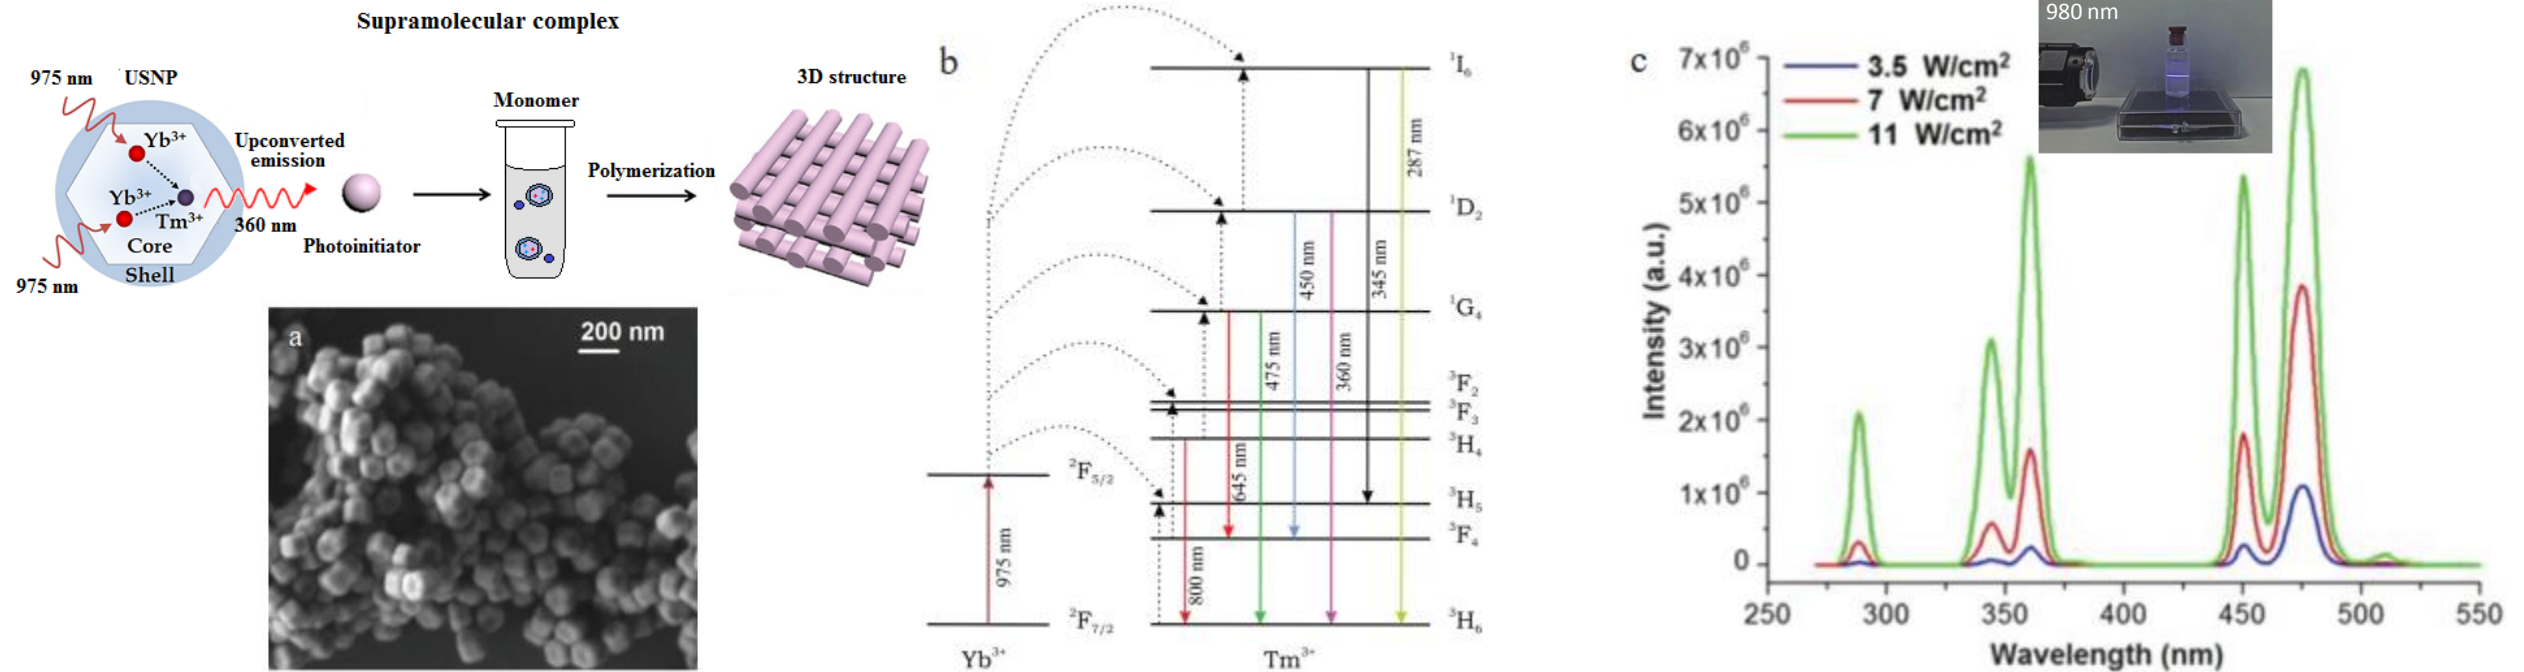 Supramolecular complex
975 nm USNP
Yb³⁺
Yb³⁺
Tm³⁺
Core
Shell
975 nm
Upconverted
emission
360 nm
Photoinitiator
Monomer
Polymerization
3D structure
a
200 nm
b
¹I₆
¹D₂
¹G₄
³F₂
³F₃
³H₄
³H₅
³F₄
³H₆
²F₅/₂
²F₇/₂
975 nm
800 nm
645 nm
475 nm
450 nm
360 nm
345 nm
287 nm
Yb³⁺
Tm³⁺
c
980 nm
3.5 W/cm²
7 W/cm²
11 W/cm²
Intensity (a.u.)
7x10⁶
6x10⁶
5x10⁶
4x10⁶
3x10⁶
2x10⁶
1x10⁶
0
250 300 350 400 450 500 550
Wavelength (nm)